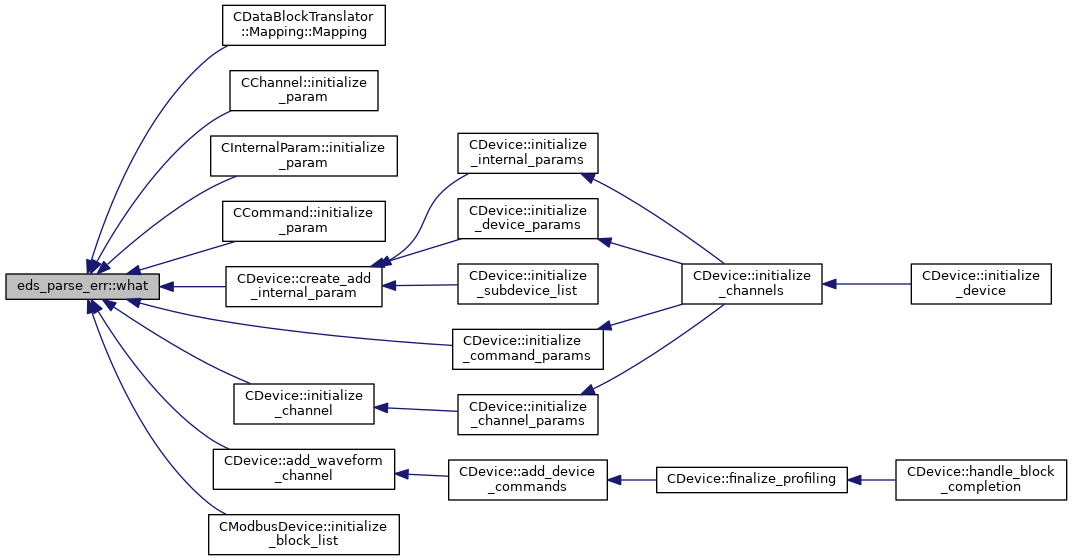 CDataBlockTranslator
::Mapping::Mapping
CChannel::initialize
_param
CInternalParam::initialize
_param
CCommand::initialize
_param
eds_parse_err::what
CDevice::create_add
_internal_param
CDevice::initialize
_internal_params
CDevice::initialize
_device_params
CDevice::initialize
_subdevice_list
CDevice::initialize
_command_params
CDevice::initialize
_channels
CDevice::initialize
_device
CDevice::initialize
_channel
CDevice::initialize
_channel_params
CDevice::add_waveform
_channel
CDevice::add_device
_commands
CDevice::finalize_profiling
CDevice::handle_block
_completion
CModbusDevice::initialize
_block_list